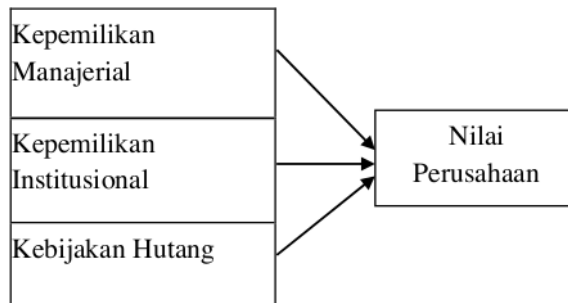 Kepemilikan
Manajerial
Kepemilikan
Institusional
Kebijakan Hutang
Nilai
Perusahaan